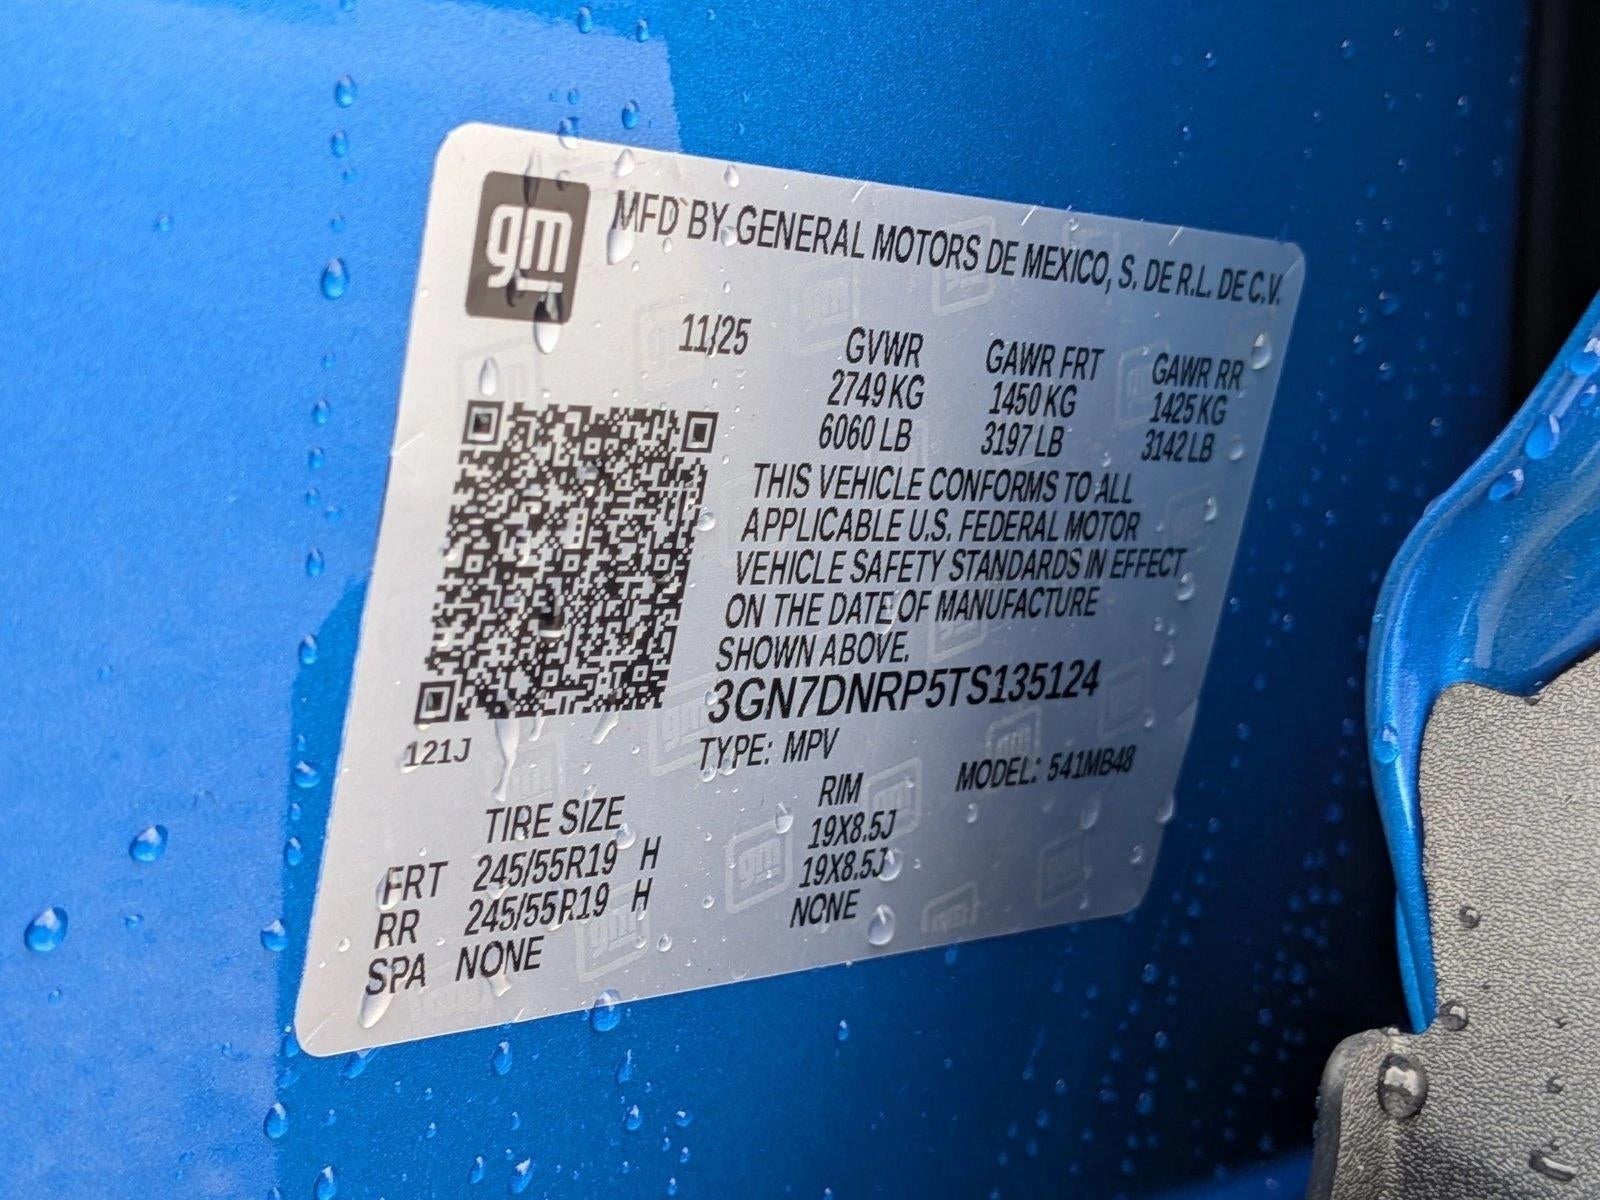 gm
MFD BY GENERAL MOTORS DE MEXICO, S. DE R.L. DE C.V.
11/25 GVWR GAWR FRT GAWR RR
2749 KG 1450 KG 1425 KG
6060 LB 3197 LB 3142 LB
THIS VEHICLE CONFORMS TO ALL
APPLICABLE U.S. FEDERAL MOTOR
VEHICLE SAFETY STANDARDS IN EFFECT
ON THE DATE OF MANUFACTURE
SHOWN ABOVE.
3GN7DNRP5TS135124
121J TYPE: MPV MODEL: 541MB48
TIRE SIZE RIM
FRT 245/55R19 H 19X8.5J
RR 245/55R19 H 19X8.5J
SPA NONE NONE